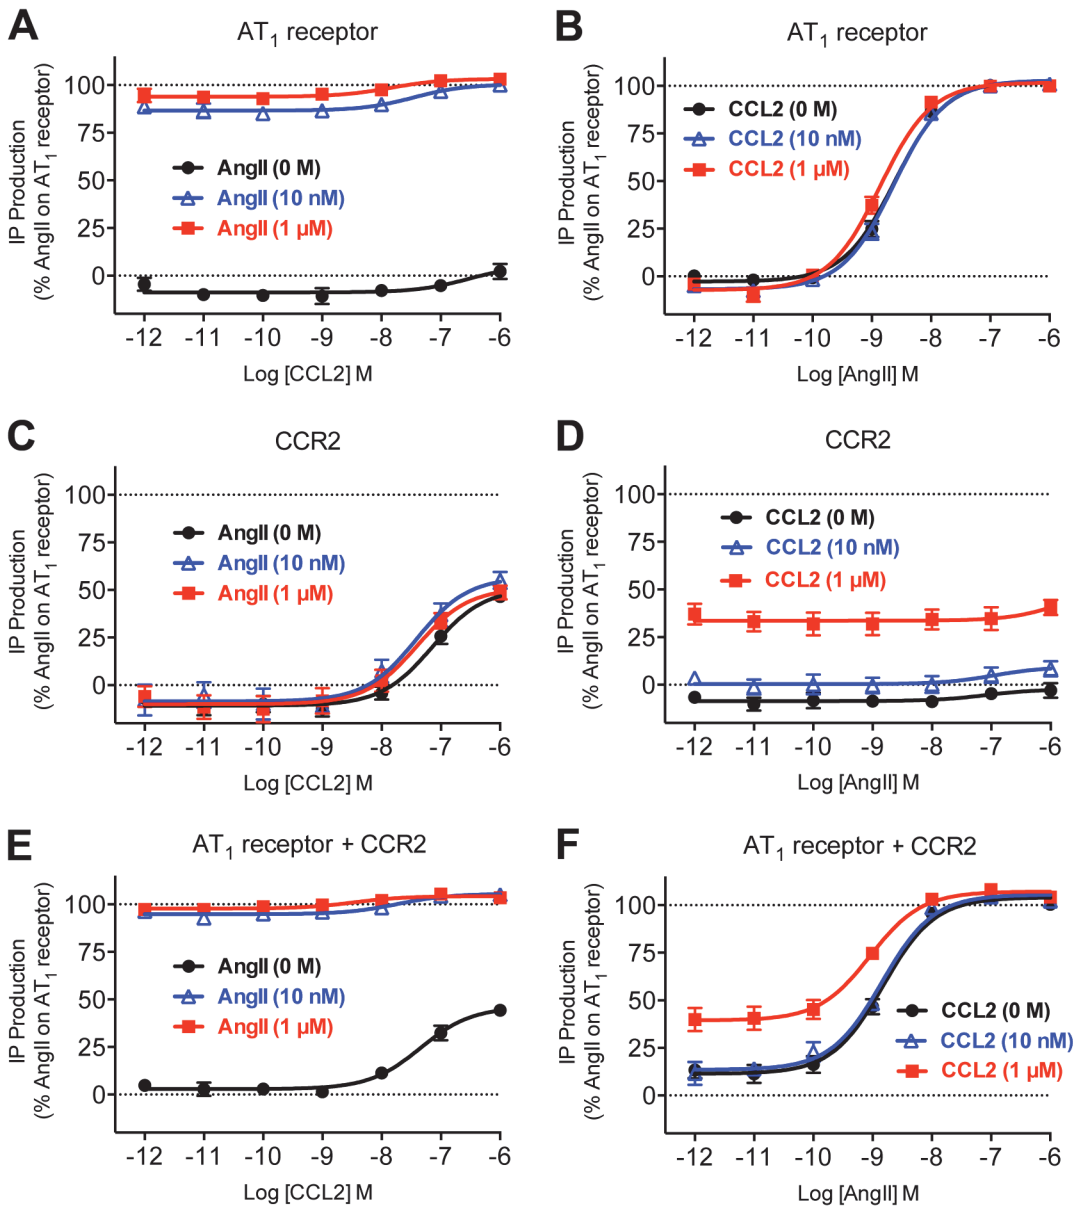 A
AT1 receptor
IP Production
(% AngII on AT1 receptor)
100
75
50
25
0
AngII (0 M)
AngII (10 nM)
AngII (1 µM)
-12 -11 -10 -9 -8 -7 -6
Log [CCL2] M
B
AT1 receptor
IP Production
(% AngII on AT1 receptor)
100
75
50
25
0
CCL2 (0 M)
CCL2 (10 nM)
CCL2 (1 µM)
-12 -11 -10 -9 -8 -7 -6
Log [AngII] M
C
CCR2
IP Production
(% AngII on AT1 receptor)
100
75
50
25
0
AngII (0 M)
AngII (10 nM)
AngII (1 µM)
-12 -11 -10 -9 -8 -7 -6
Log [CCL2] M
D
CCR2
IP Production
(% AngII on AT1 receptor)
100
75
50
25
0
CCL2 (0 M)
CCL2 (10 nM)
CCL2 (1 µM)
-12 -11 -10 -9 -8 -7 -6
Log [AngII] M
E
AT1 receptor + CCR2
IP Production
(% AngII on AT1 receptor)
100
75
50
25
0
AngII (0 M)
AngII (10 nM)
AngII (1 µM)
-12 -11 -10 -9 -8 -7 -6
Log [CCL2] M
F
AT1 receptor + CCR2
IP Production
(% AngII on AT1 receptor)
100
75
50
25
0
CCL2 (0 M)
CCL2 (10 nM)
CCL2 (1 µM)
-12 -11 -10 -9 -8 -7 -6
Log [AngII] M